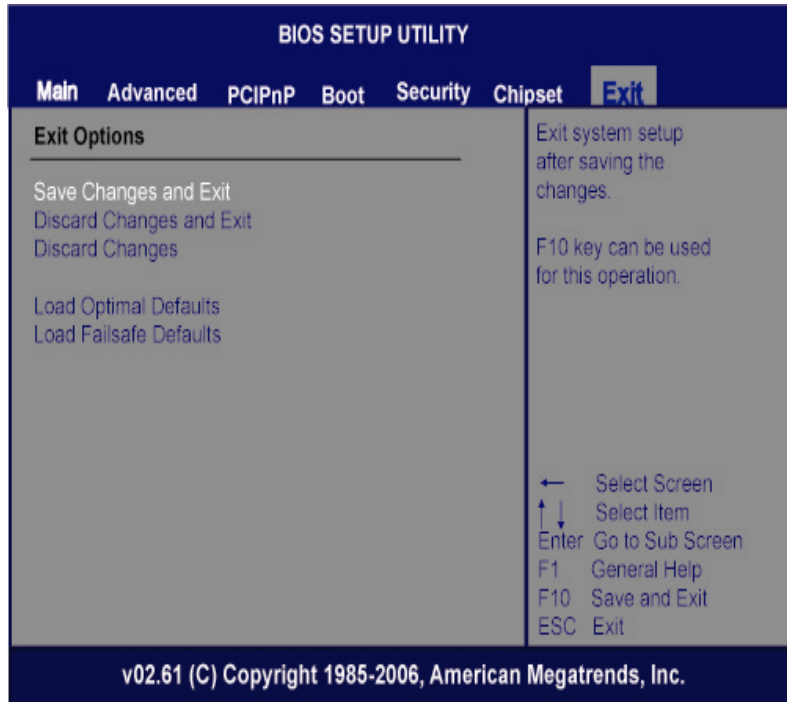 BIOS SETUP UTILITY
Main Advanced PCIPnP Boot Security Chipset Exit
Exit Options
Save Changes and Exit
Discard Changes and Exit
Discard Changes
Load Optimal Defaults
Load Failsafe Defaults
Exit system setup
after saving the
changes.
F10 key can be used
for this operation.
← Select Screen
↑↓ Select Item
Enter Go to Sub Screen
F1 General Help
F10 Save and Exit
ESC Exit
v02.61 (C) Copyright 1985-2006, American Megatrends, Inc.